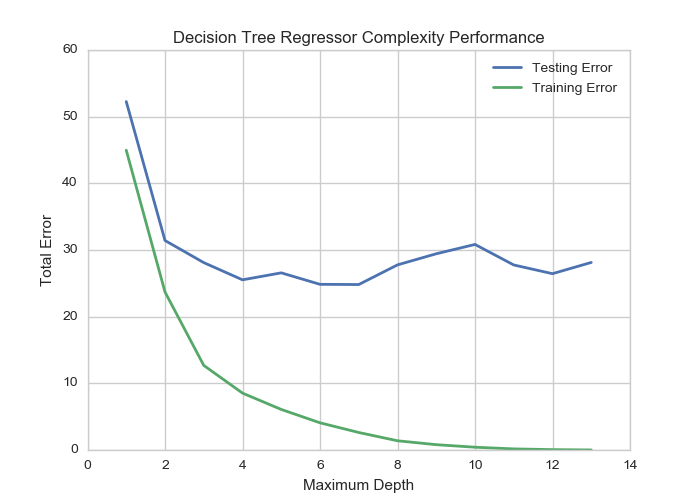 Decision Tree Regressor Complexity Performance
60
50
40
30
20
10
0
Total Error
Testing Error
Training Error
0 2 4 6 8 10 12 14
Maximum Depth